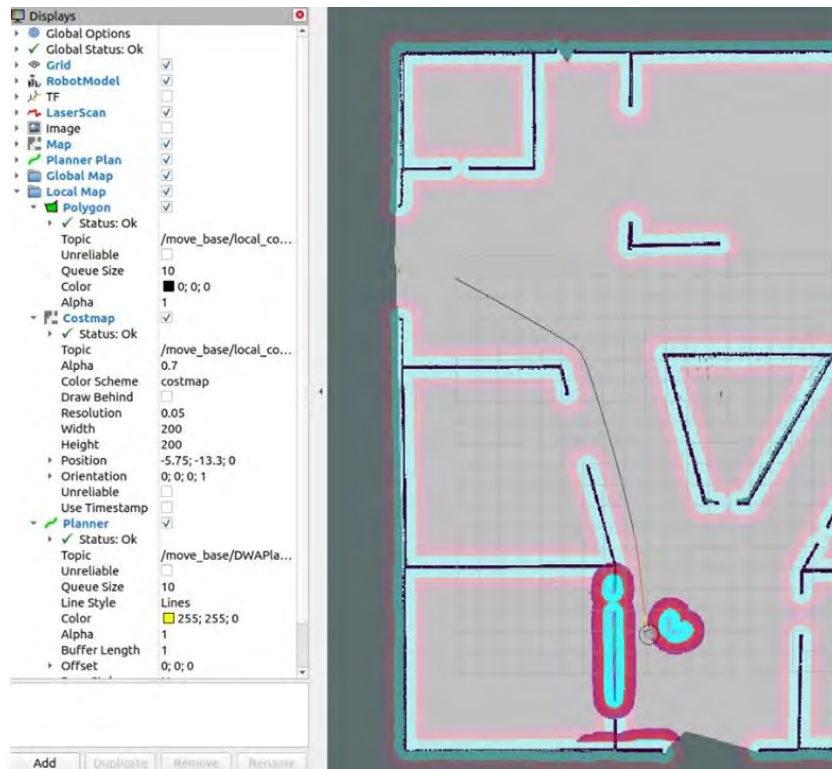 Displays
Global Options
Global Status: Ok
Grid
RobotModel
TF
LaserScan
Image
Map
Planner Plan
Global Map
Local Map
Polygon
Status: Ok
Topic /move_base/local_co...
Unreliable
Queue Size 10
Color 0; 0; 0
Alpha 1
Costmap
Status: Ok
Topic /move_base/local_co...
Alpha 0.7
Color Scheme costmap
Draw Behind
Resolution 0.05
Width 200
Height 200
Position -5.75; -13.3; 0
Orientation 0; 0; 0; 1
Unreliable
Use Timestamp
Planner
Status: Ok
Topic /move_base/DWAPla...
Unreliable
Queue Size 10
Line Style Lines
Color 255; 255; 0
Alpha 1
Buffer Length 1
Offset 0; 0; 0
Add Duplicate Remove Rename